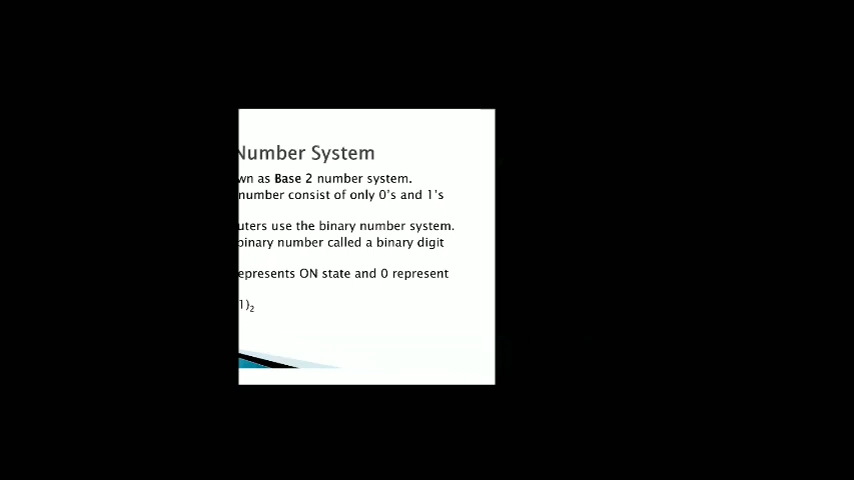 Number System
wn as Base 2 number system.
number consist of only 0's and 1's
uters use the binary number system.
binary number called a binary digit
epresents ON state and 0 represent
1)₂